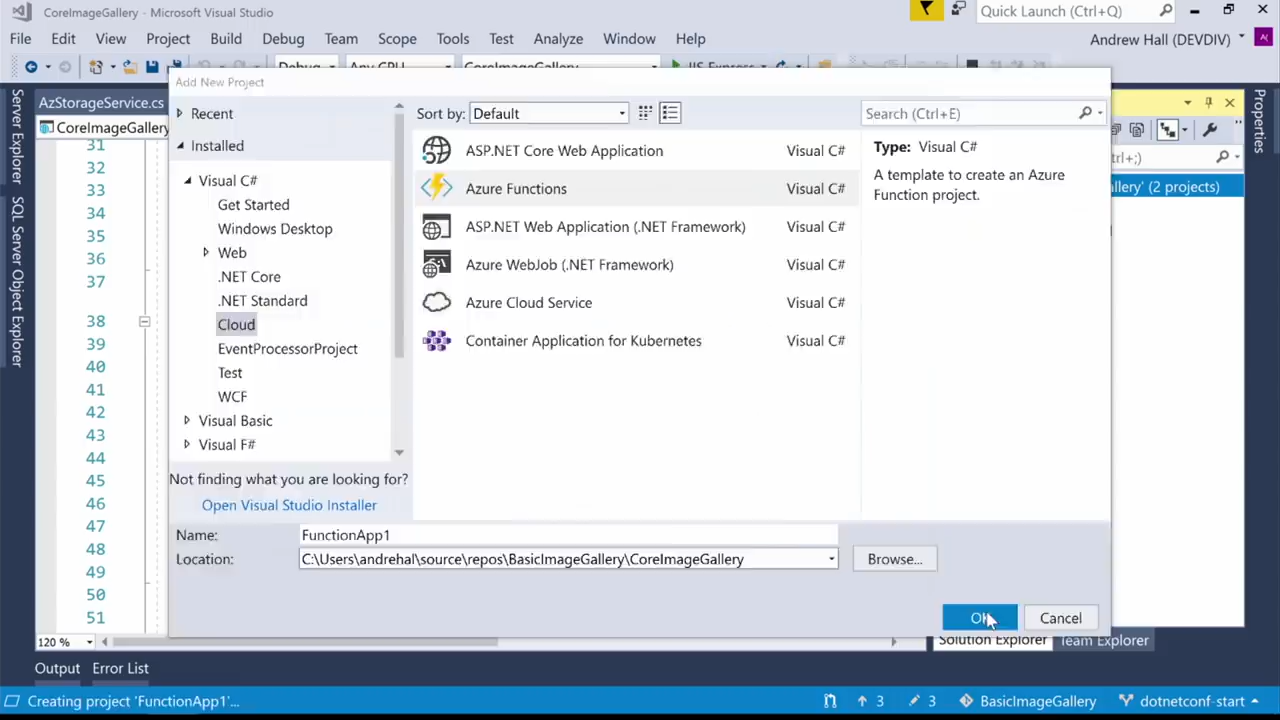 CoreImageGallery - Microsoft Visual Studio
Quick Launch (Ctrl+Q)
File Edit View Project Build Debug Team Scope Tools Test Analyze Window Help
Andrew Hall (DEVDIV)
Add New Project
Server Explorer
SQL Server Object Explorer
AzStorageService.cs
CoreImageGallery
31
32
33
34
35
36
37
38
39
40
41
42
43
44
45
46
47
48
49
50
51
120 %
Recent
Installed
Visual C#
Get Started
Windows Desktop
Web
.NET Core
.NET Standard
Cloud
EventProcessorProject
Test
WCF
Visual Basic
Visual F#
Not finding what you are looking for?
Open Visual Studio Installer
Sort by: Default
Search (Ctrl+E)
ASP.NET Core Web Application Visual C#
Azure Functions Visual C#
ASP.NET Web Application (.NET Framework) Visual C#
Azure WebJob (.NET Framework) Visual C#
Azure Cloud Service Visual C#
Container Application for Kubernetes Visual C#
Type: Visual C#
A template to create an Azure
Function project.
Name: FunctionApp1
Location: C:\Users\andrehal\source\repos\BasicImageGallery\CoreImageGallery
Browse...
OK Cancel
Properties
(2 projects)
Solution Explorer Team Explorer
Output Error List
Creating project 'FunctionApp1'... 3 3 BasicImageGallery dotnetconf-start